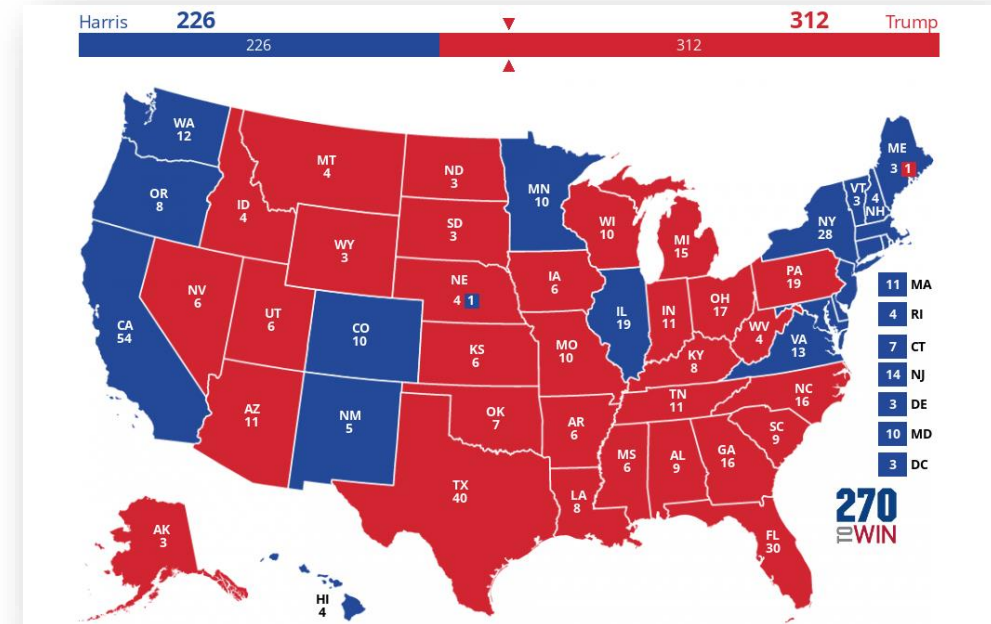 Harris 226 312 Trump
226 312
WA
12
OR
8
CA
54
NV
6
ID
4
MT
4
WY
3
UT
6
AZ
11
CO
10
NM
5
ND
3
SD
3
NE
4 1
KS
6
OK
7
TX
40
MN
10
IA
6
MO
10
AR
6
LA
8
WI
10
IL
19
MI
15
IN
11
OH
17
KY
8
TN
11
MS
6
AL
9
GA
16
FL
30
SC
9
NC
16
VA
13
WV
4
PA
19
NY
28
VT
3
4
NH
ME
3 1
11 MA
4 RI
7 CT
14 NJ
3 DE
10 MD
3 DC
AK
3
HI
4
270
TO WIN